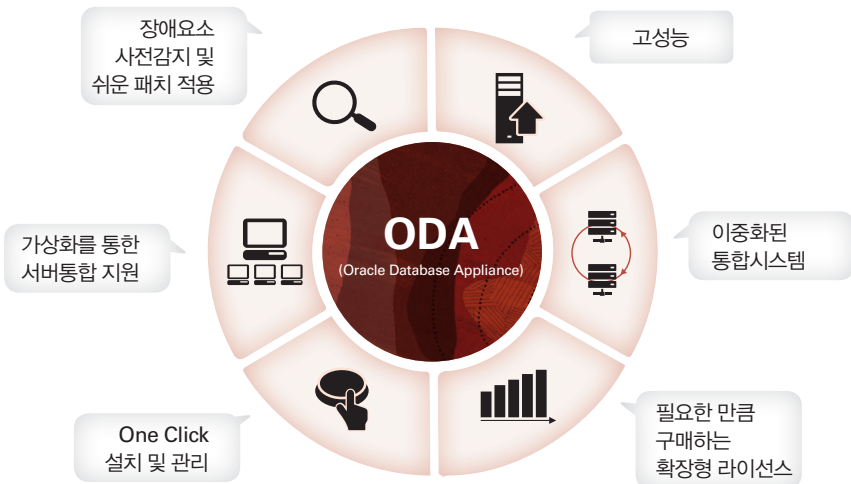 장애요소
사전감지 및
쉬운 패치 적용
고성능
가상화를 통한
서버통합 지원
ODA
(Oracle Database Appliance)
이중화된
통합시스템
One Click
설치 및 관리
필요한 만큼
구매하는
확장형 라이선스